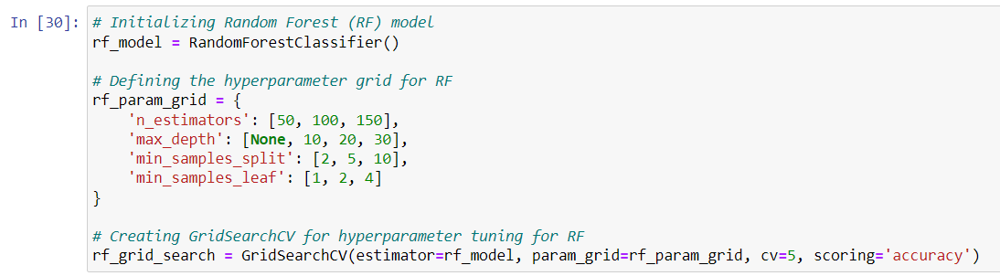 In [30]: # Initializing Random Forest (RF) model
rf_model = RandomForestClassifier()
# Defining the hyperparameter grid for RF
rf_param_grid = {
    'n_estimators': [50, 100, 150],
    'max_depth': [None, 10, 20, 30],
    'min_samples_split': [2, 5, 10],
    'min_samples_leaf': [1, 2, 4]
}
# Creating GridSearchCV for hyperparameter tuning for RF
rf_grid_search = GridSearchCV(estimator=rf_model, param_grid=rf_param_grid, cv=5, scoring='accuracy')